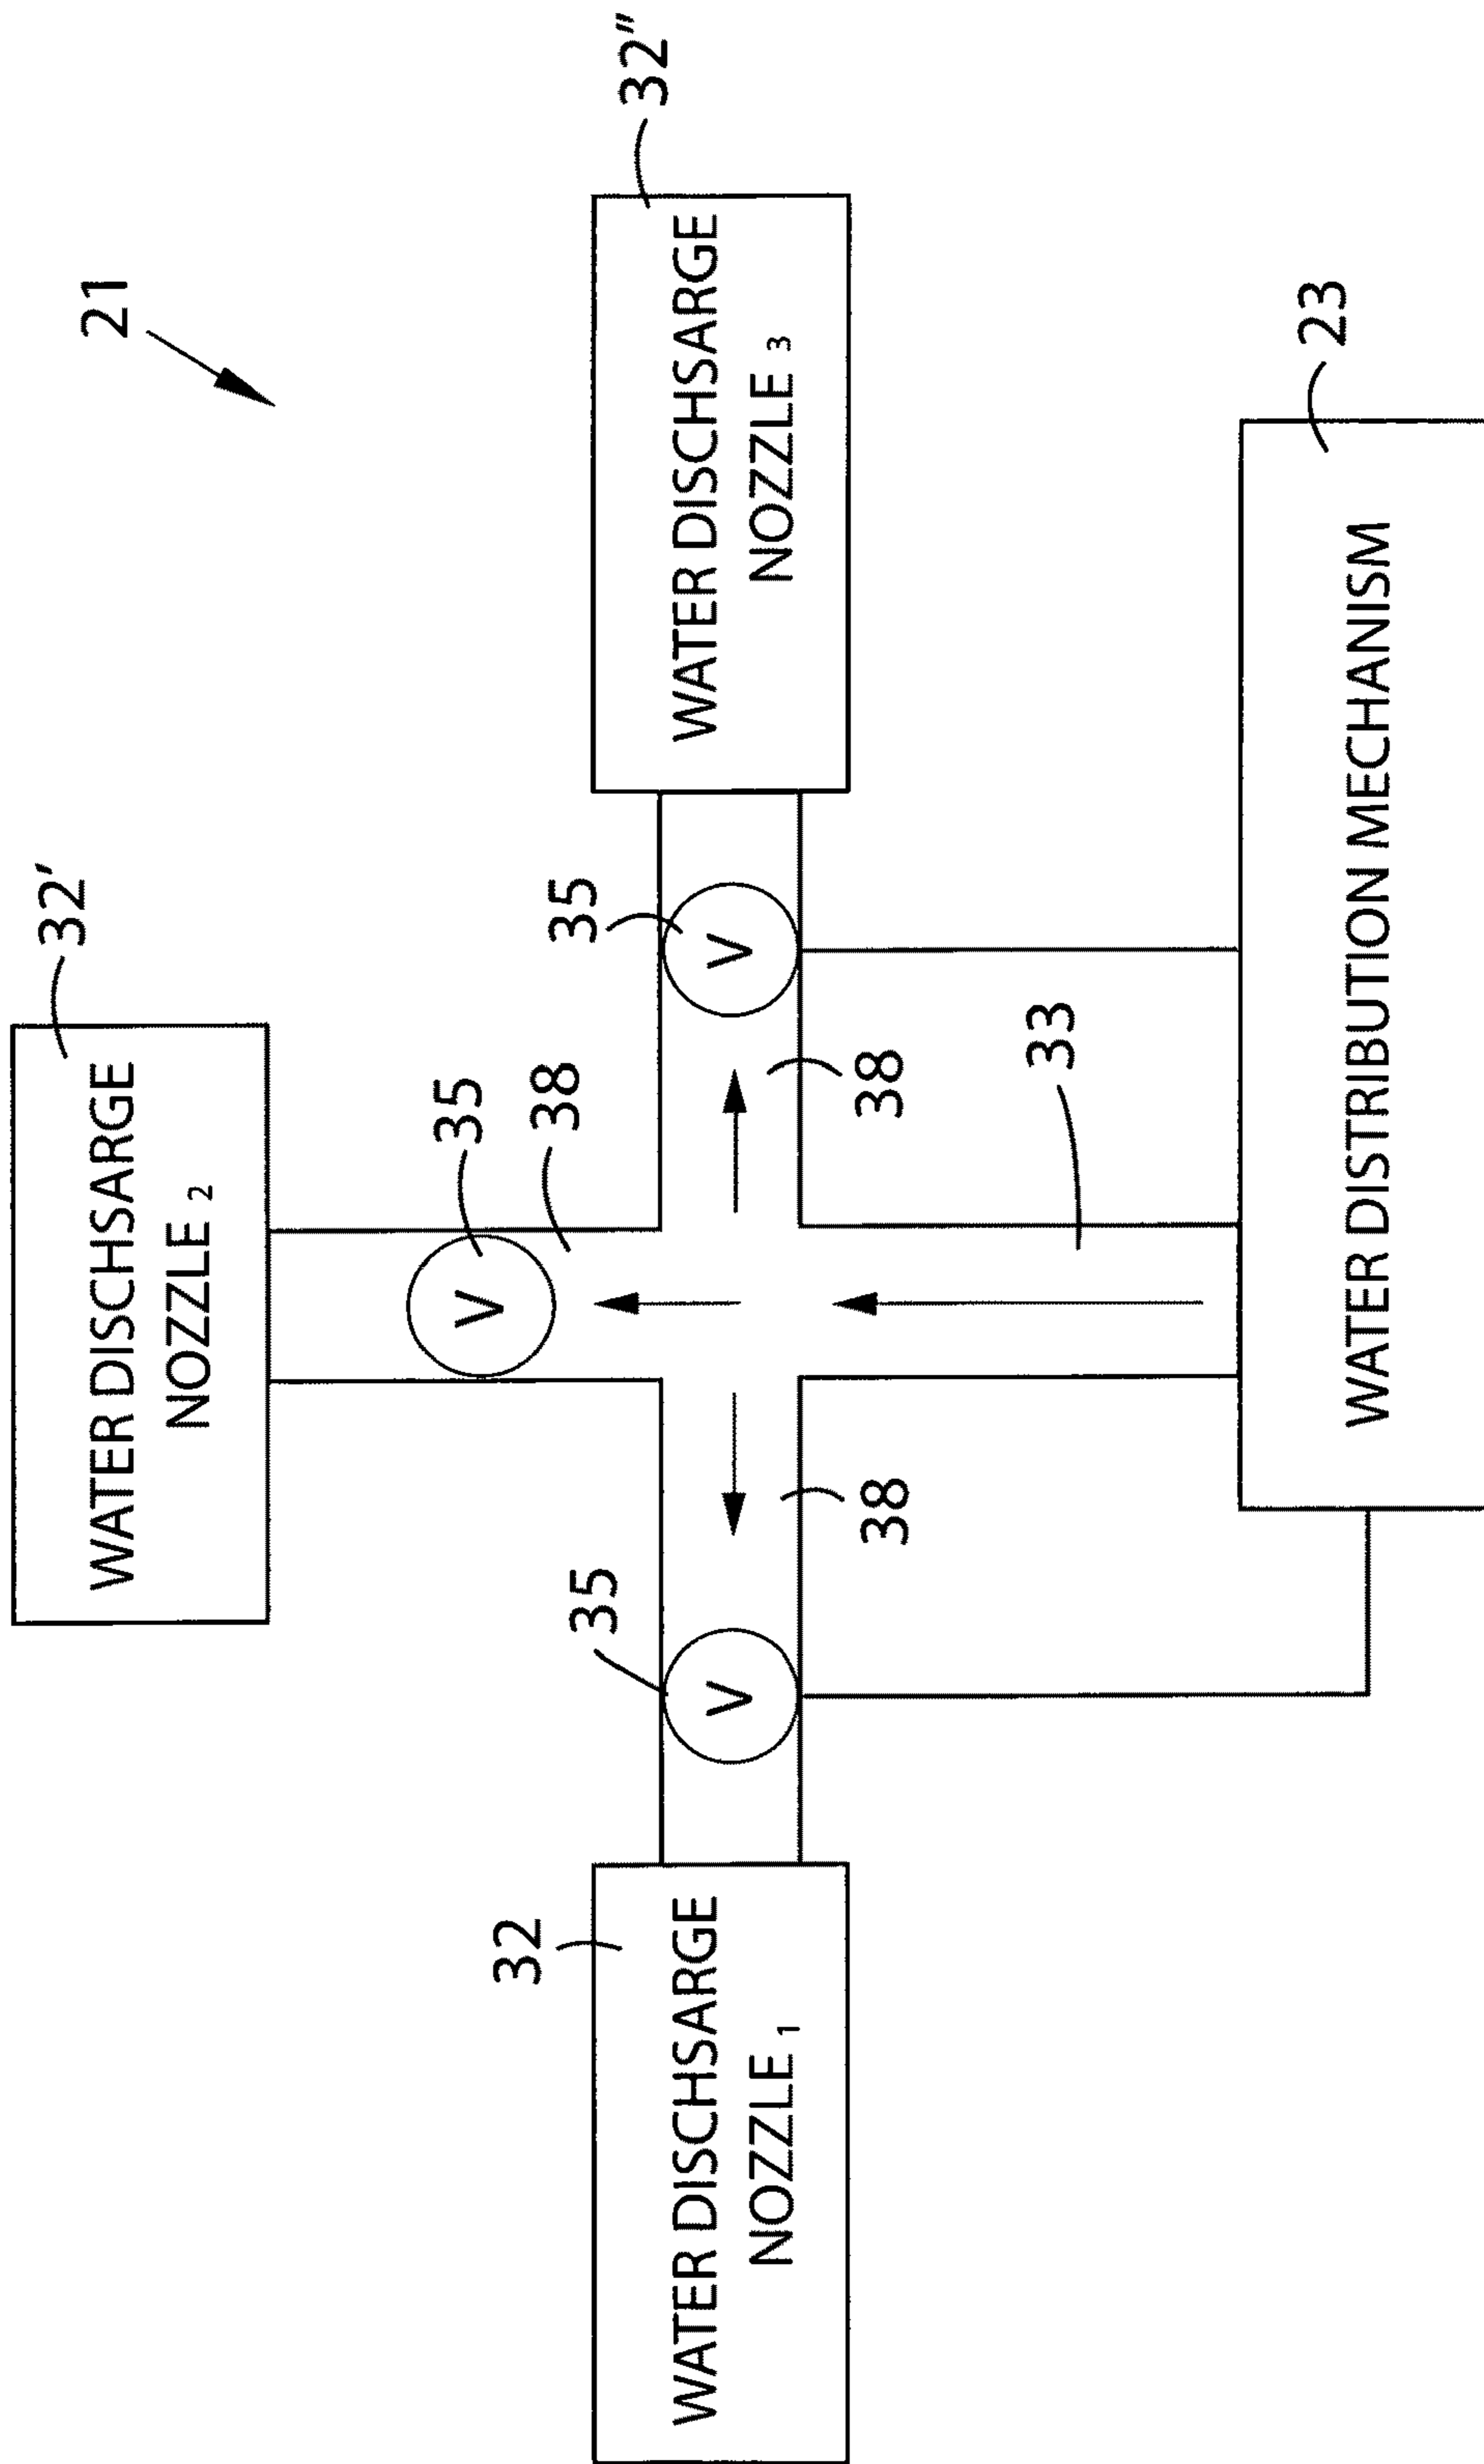 21
32'
WATER DISCHSARGE
NOZZLE 2
35
38
32
WATER DISCHSARGE
NOZZLE 1
35
V
V
35
V
32"
WATER DISCHSARGE
NOZZLE 3
38
38
33
23
WATER DISTRIBUTION MECHANISM